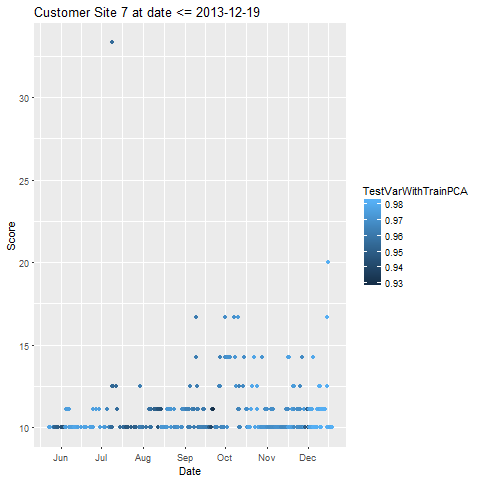 Customer Site 7 at date <= 2013-12-19
30
25
20
15
10
Score
Jun Jul Aug Sep Oct Nov Dec
Date
TestVarWithTrainPCA
0.98
0.97
0.96
0.95
0.94
0.93